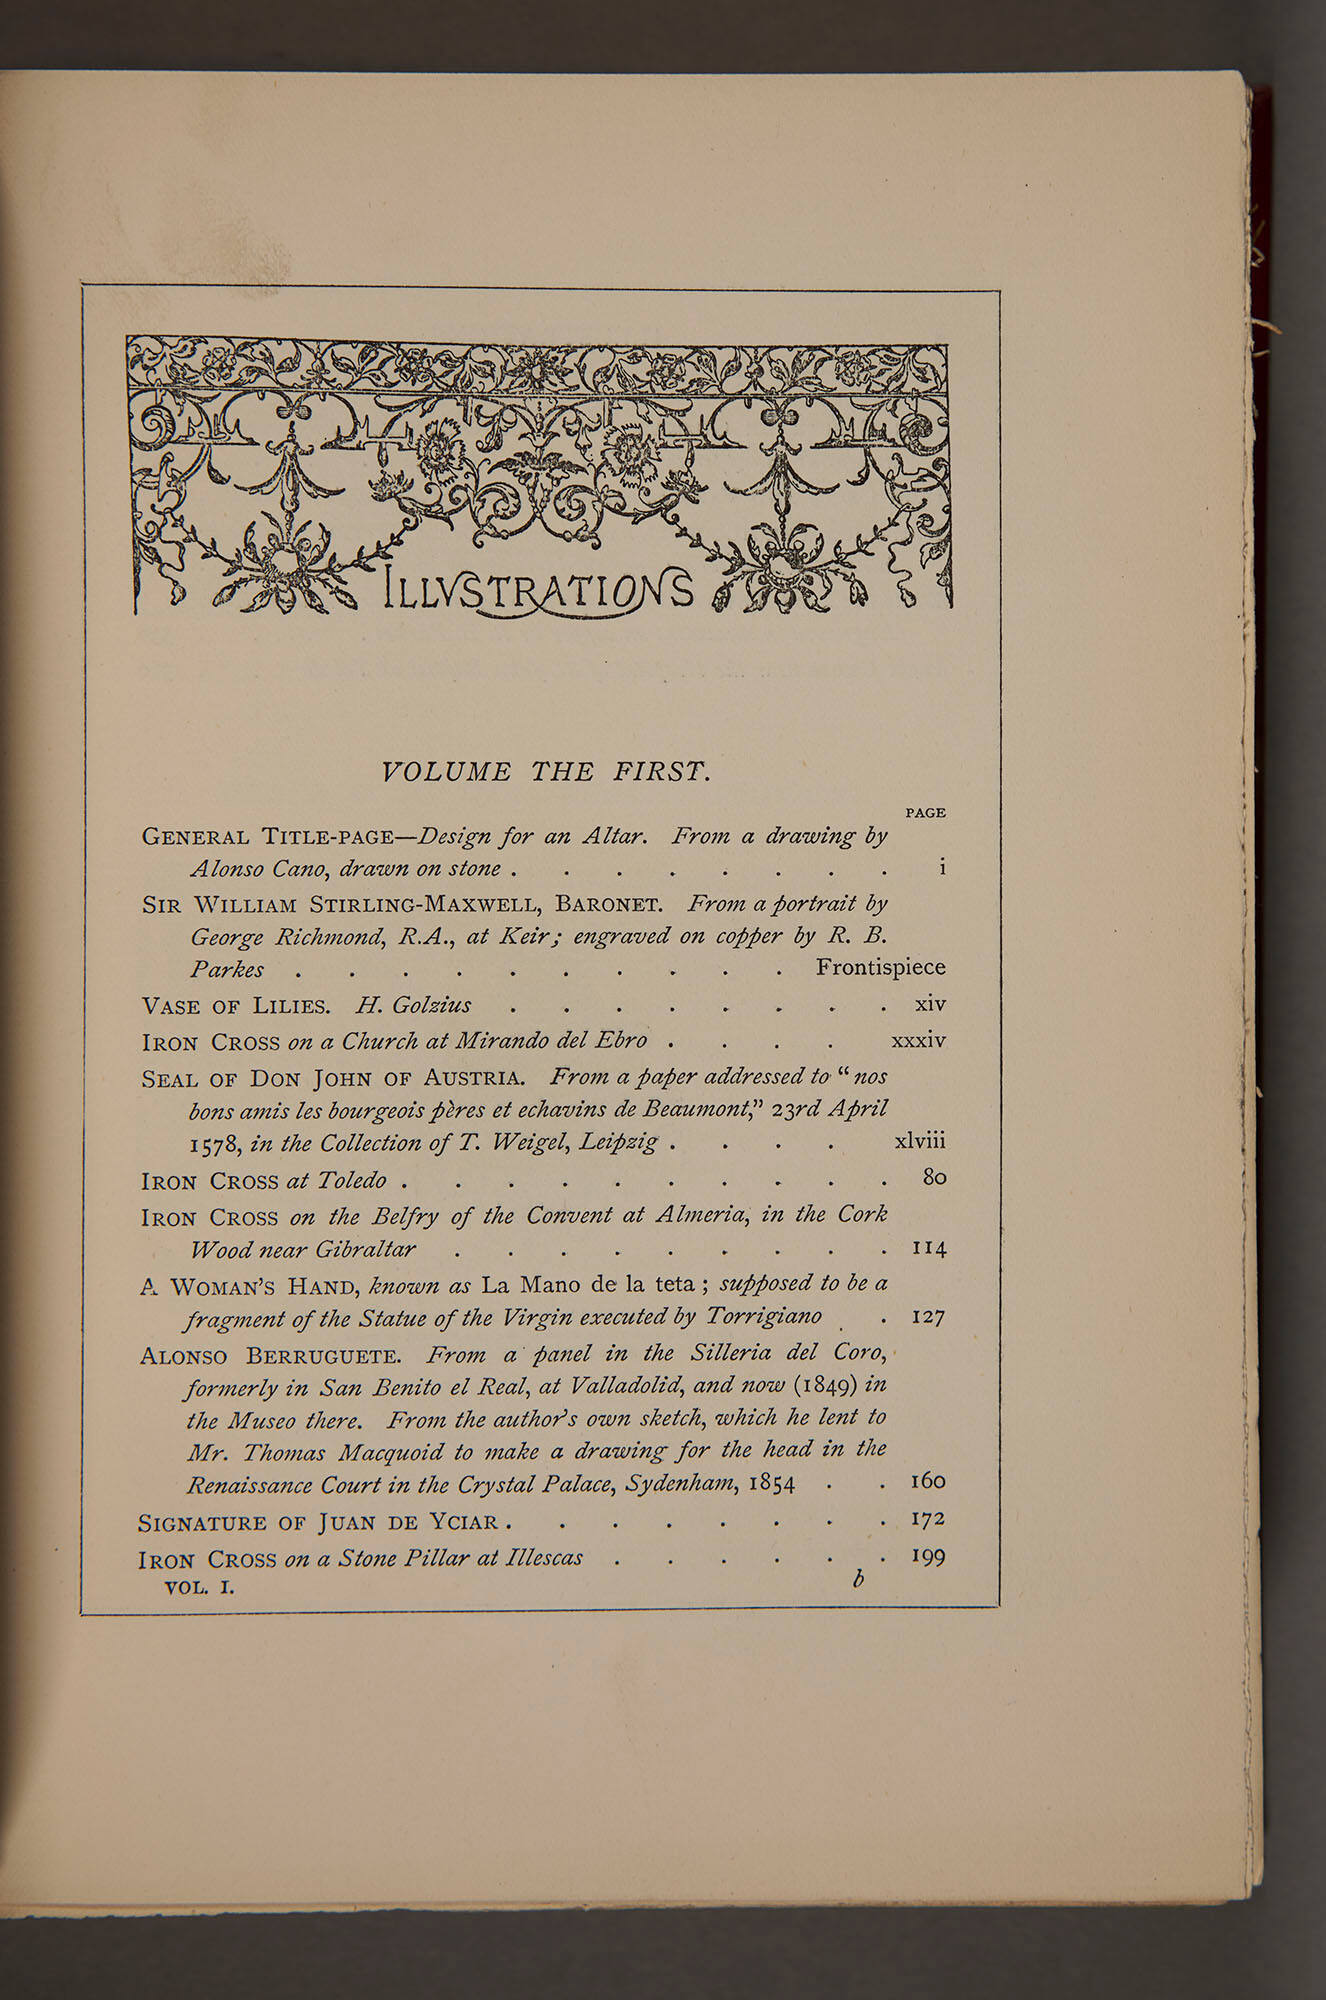 ILLVSTRATIONS
VOLUME THE FIRST.
PAGE
GENERAL TITLE-PAGE—Design for an Altar. From a drawing by
Alonso Cano, drawn on stone . . . . . . . . i
SIR WILLIAM STIRLING-MAXWELL, BARONET. From a portrait by
George Richmond, R.A., at Keir; engraved on copper by R. B.
Parkes . . . . . . . . . . Frontispiece
VASE OF LILIES. H. Golzius . . . . . . . . xiv
IRON CROSS on a Church at Mirando del Ebro . . . . xxxiv
SEAL OF DON JOHN OF AUSTRIA. From a paper addressed to "nos
bons amis les bourgeois pères et echavins de Beaumont," 23rd April
1578, in the Collection of T. Weigel, Leipzig . . . . xlviii
IRON CROSS at Toledo . . . . . . . . . . 80
IRON CROSS on the Belfry of the Convent at Almeria, in the Cork
Wood near Gibraltar . . . . . . . . . 114
A WOMAN'S HAND, known as La Mano de la teta; supposed to be a
fragment of the Statue of the Virgin executed by Torrigiano . . 127
ALONSO BERRUGUETE. From a panel in the Silleria del Coro,
formerly in San Benito el Real, at Valladolid, and now (1849) in
the Museo there. From the author's own sketch, which he lent to
Mr. Thomas Macquoid to make a drawing for the head in the
Renaissance Court in the Crystal Palace, Sydenham, 1854 . . 160
SIGNATURE OF JUAN DE YCIAR . . . . . . . . 172
IRON CROSS on a Stone Pillar at Illescas . . . . . . 199
VOL. I. b